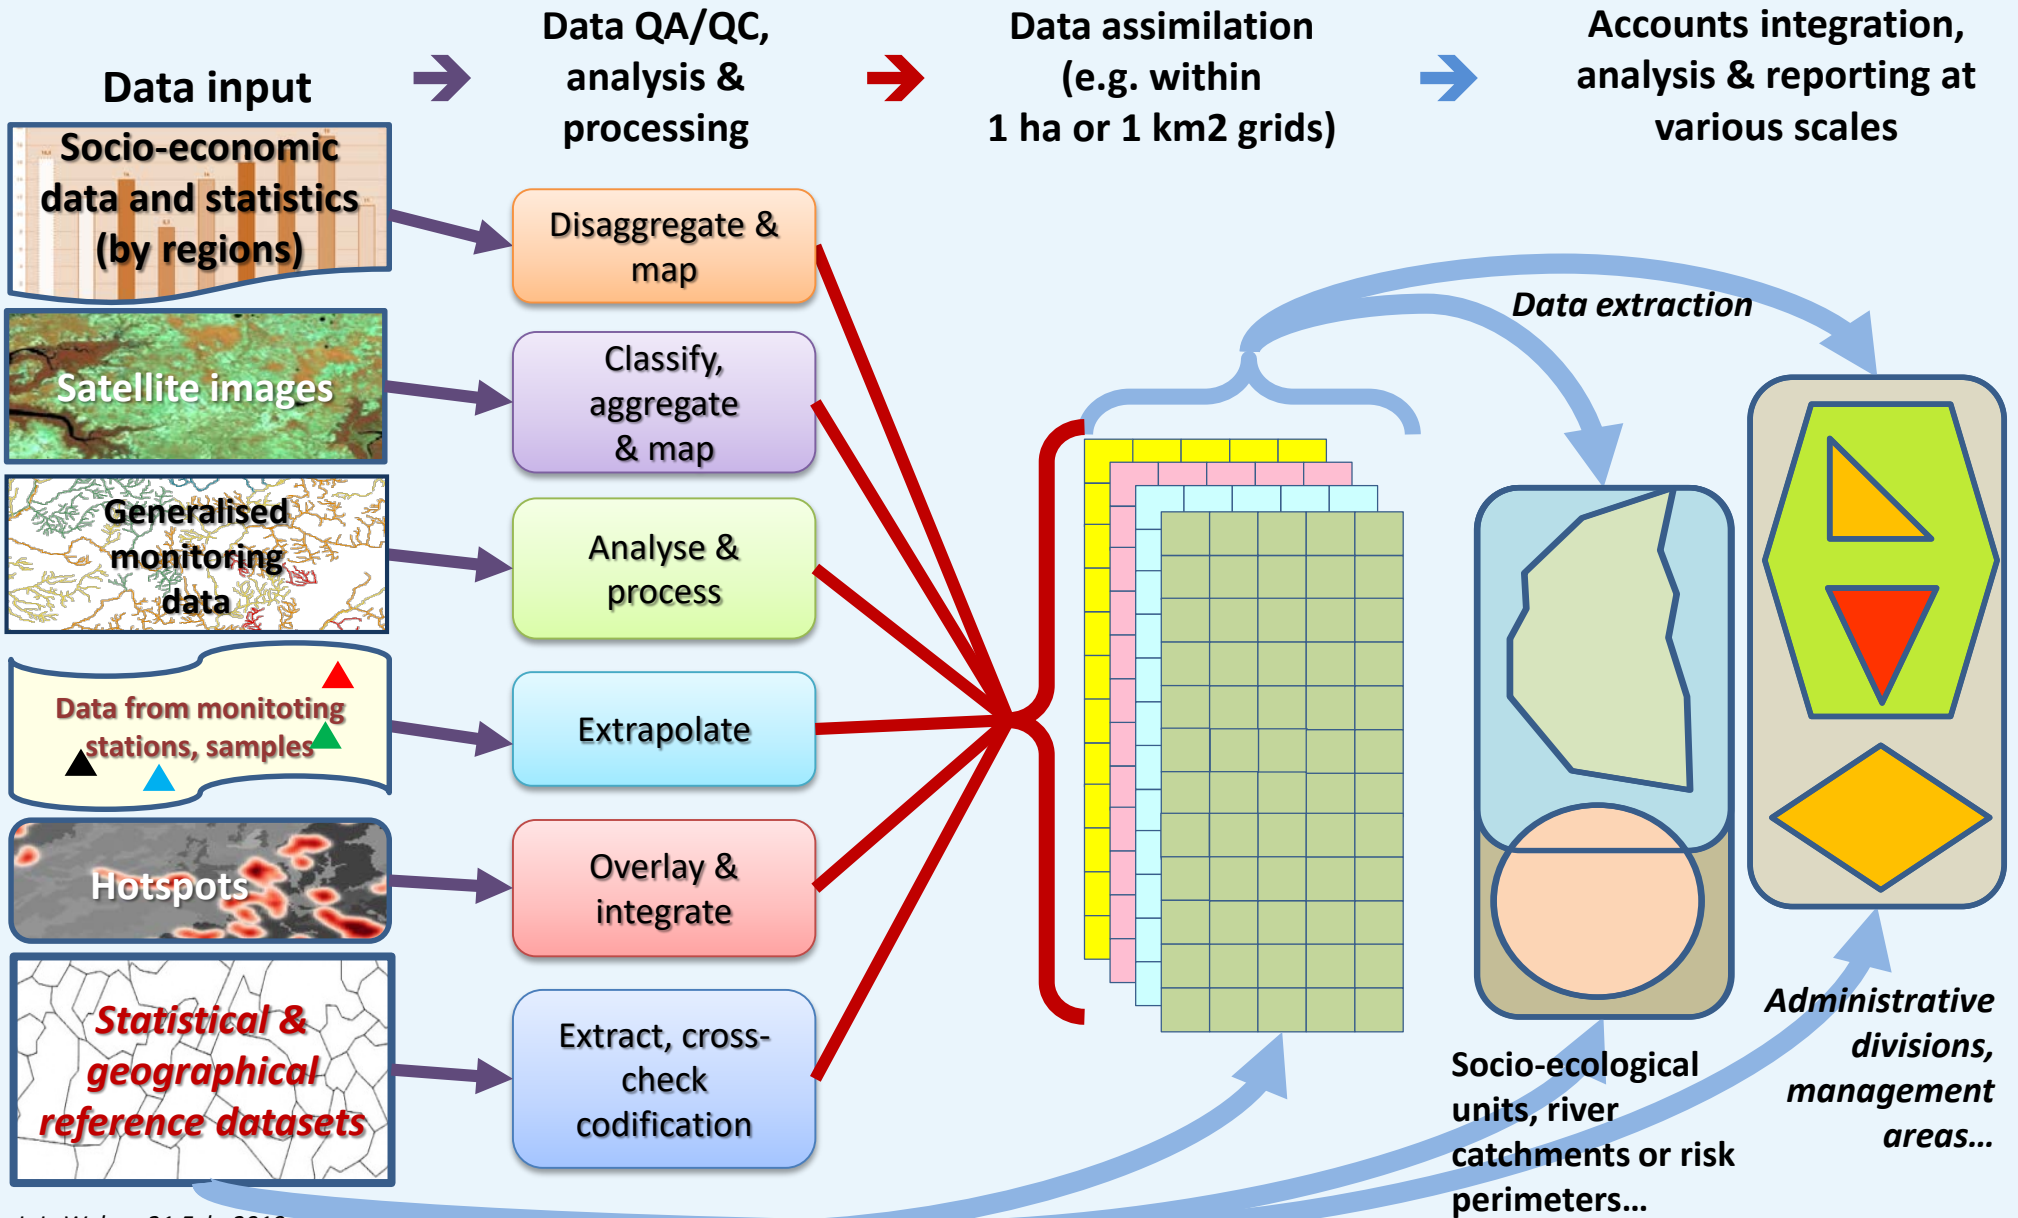 Data input
Data QA/QC,
analysis &
processing
Data assimilation
(e.g. within
1 ha or 1 km2 grids)
Accounts integration,
analysis & reporting at
various scales
Socio-economic
data and statistics
(by regions)
Satellite images
Generalised
monitoring
data
Data from monitoting
stations, samples
Hotspots
Statistical &
geographical
reference datasets
Disaggregate &
map
Classify,
aggregate
& map
Analyse &
process
Extrapolate
Overlay &
integrate
Extract, cross-
check
codification
Data extraction
Socio-ecological
units, river
catchments or risk
perimeters...
Administrative
divisions,
management
areas...